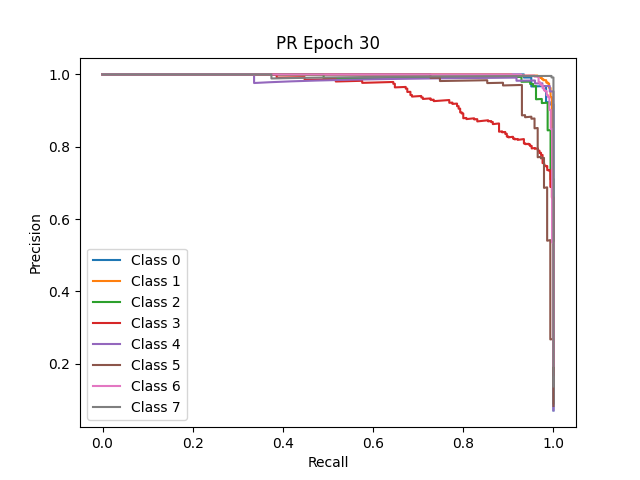 PR Epoch 30
1.0
0.8
0.6
0.4
0.2
Precision
Class 0
Class 1
Class 2
Class 3
Class 4
Class 5
Class 6
Class 7
0.0 0.2 0.4 0.6 0.8 1.0
Recall